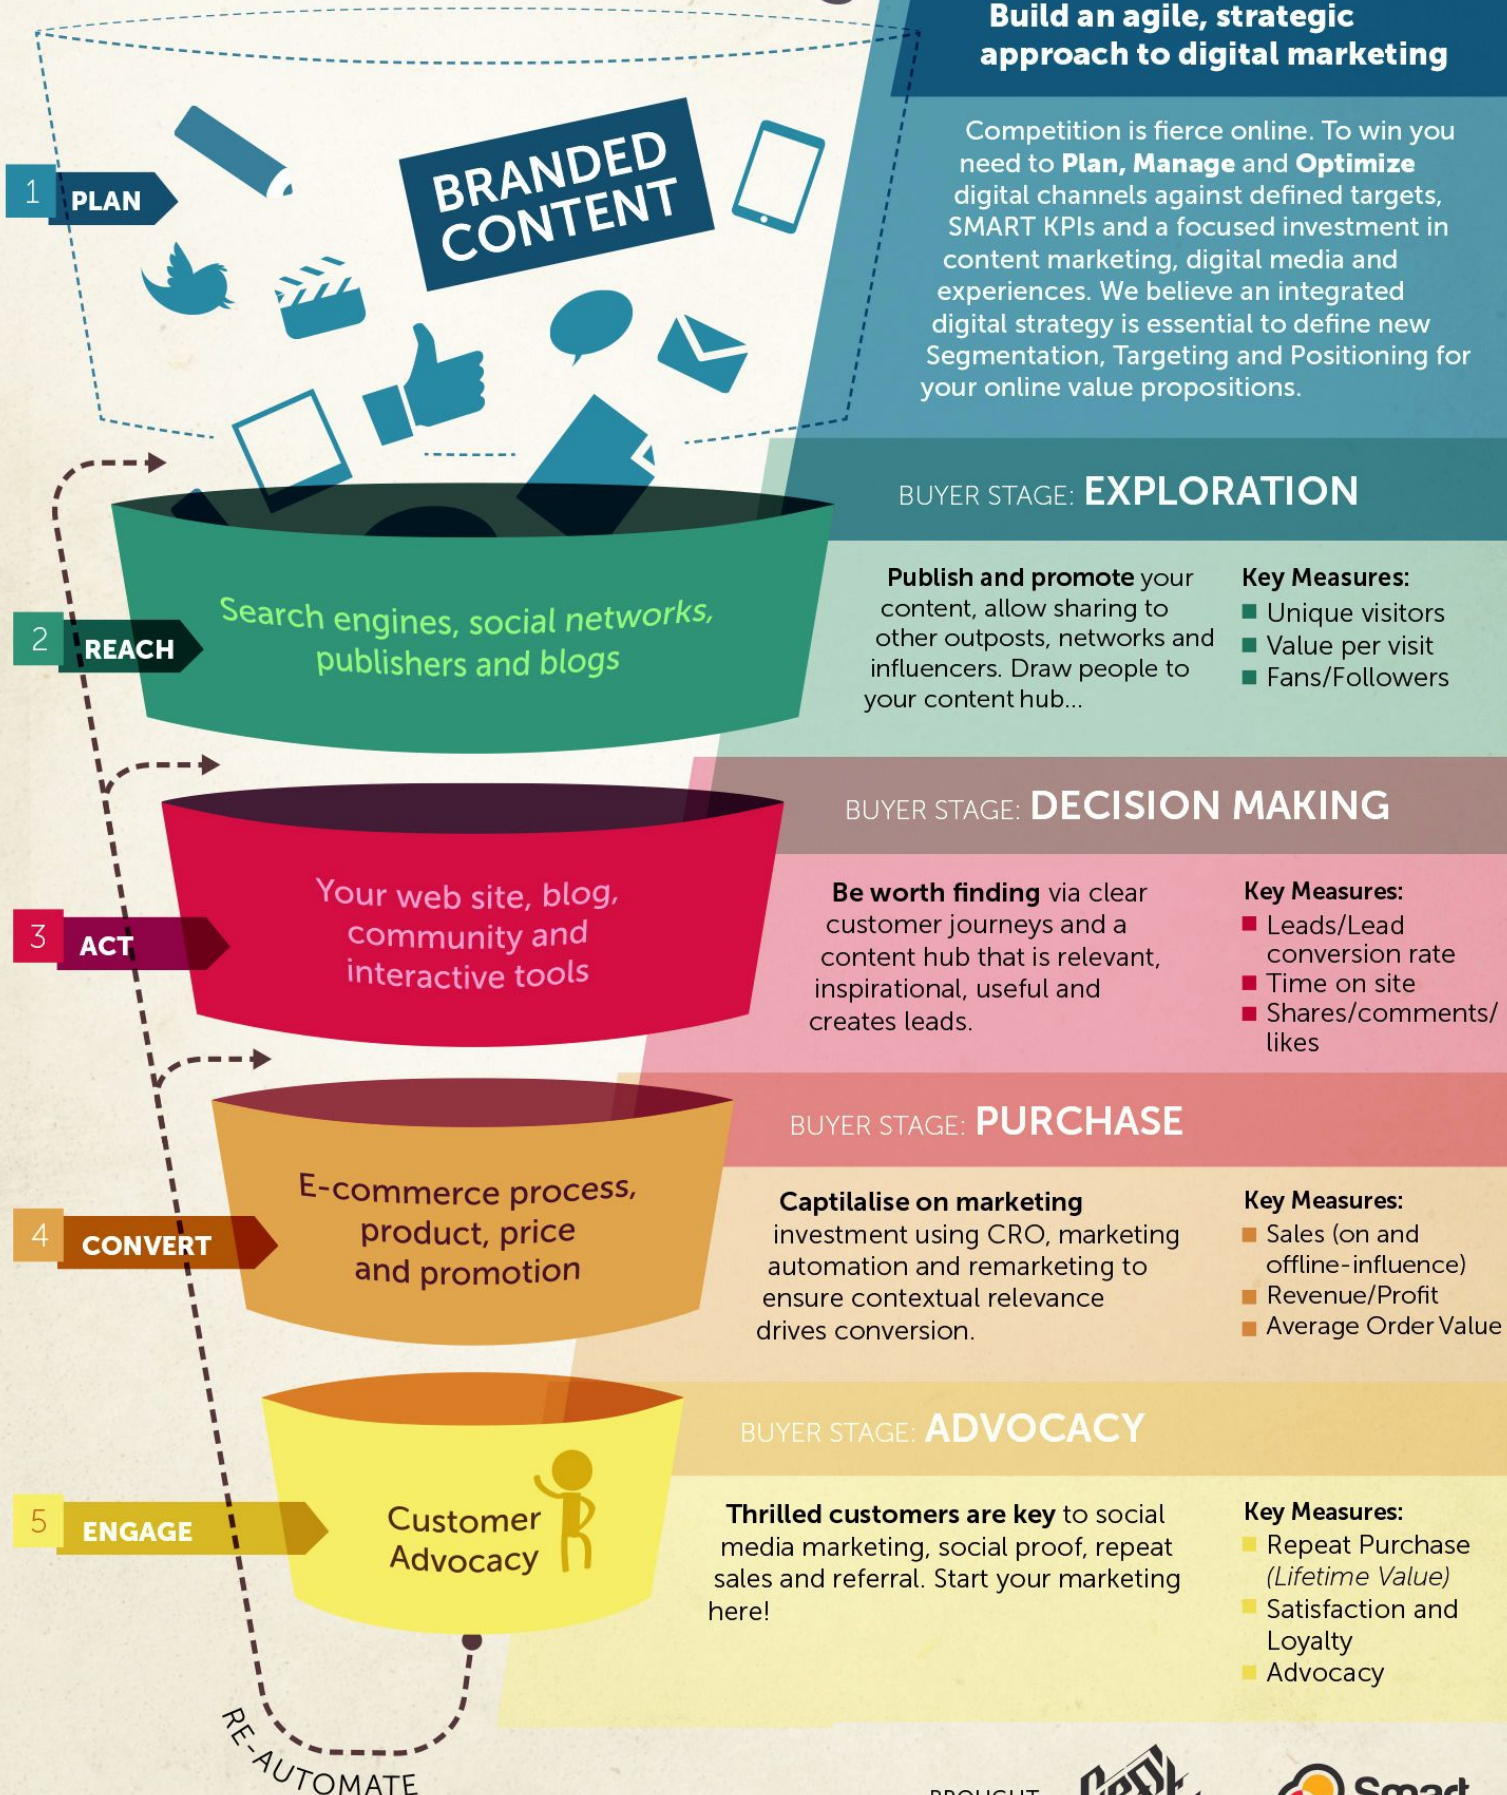 Build an agile, strategic
approach to digital marketing
Competition is fierce online. To win you
need to Plan, Manage and Optimize
digital channels against defined targets,
SMART KPIs and a focused investment in
content marketing, digital media and
experiences. We believe an integrated
digital strategy is essential to define new
Segmentation, Targeting and Positioning for
your online value propositions.
1 PLAN
BRANDED
CONTENT
BUYER STAGE: EXPLORATION
2 REACH
Search engines, social networks,
publishers and blogs
Publish and promote your
content, allow sharing to
other outposts, networks and
influencers. Draw people to
your content hub...
Key Measures:
Unique visitors
Value per visit
Fans/Followers
BUYER STAGE: DECISION MAKING
3 ACT
Your web site, blog,
community and
interactive tools
Be worth finding via clear
customer journeys and a
content hub that is relevant,
inspirational, useful and
creates leads.
Key Measures:
Leads/Lead
conversion rate
Time on site
Shares/comments/
likes
BUYER STAGE: PURCHASE
4 CONVERT
E-commerce process,
product, price
and promotion
Captilalise on marketing
investment using CRO, marketing
automation and remarketing to
ensure contextual relevance
drives conversion.
Key Measures:
Sales (on and
offline-influence)
Revenue/Profit
Average Order Value
BUYER STAGE: ADVOCACY
5 ENGAGE
Customer
Advocacy
Thrilled customers are key to social
media marketing, social proof, repeat
sales and referral. Start your marketing
here!
Key Measures:
Repeat Purchase
(Lifetime Value)
Satisfaction and
Loyalty
Advocacy
RE-AUTOMATE
BROUGHT
Smart